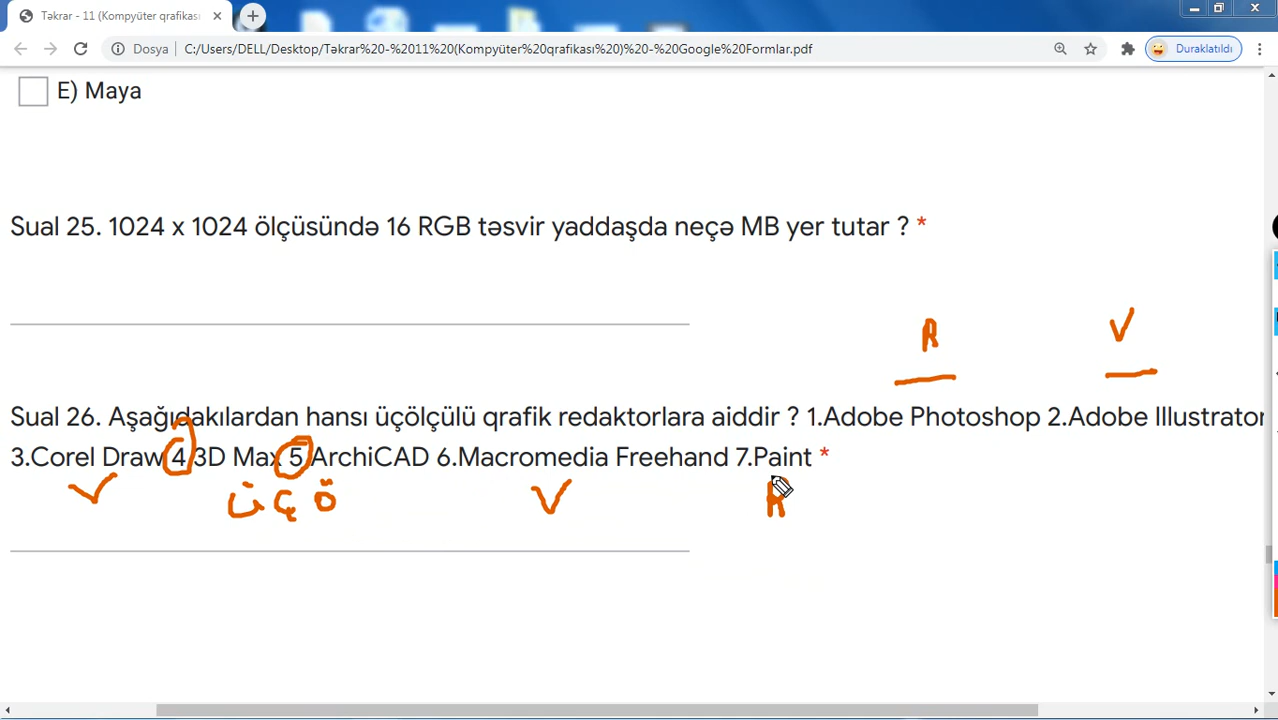 Təkrar - 11 (Kompyüter qrafikası
Dosya C:/Users/DELL/Desktop/Təkrar%20-%2011%20(Kompyüter%20qrafikası%20)%20-%20Google%20Formlar.pdf Duraklatıldı
E) Maya
Sual 25. 1024 x 1024 ölçüsündə 16 RGB təsvir yaddaşda neçə MB yer tutar ? *
R V
Sual 26. Aşağıdakılardan hansı üçölçülü qrafik redaktorlara aiddir ? 1.Adobe Photoshop 2.Adobe Illustrator
3.Corel Draw 4 3D Max 5 ArchiCAD 6.Macromedia Freehand 7.Paint *
V Ü Ç Ö V R